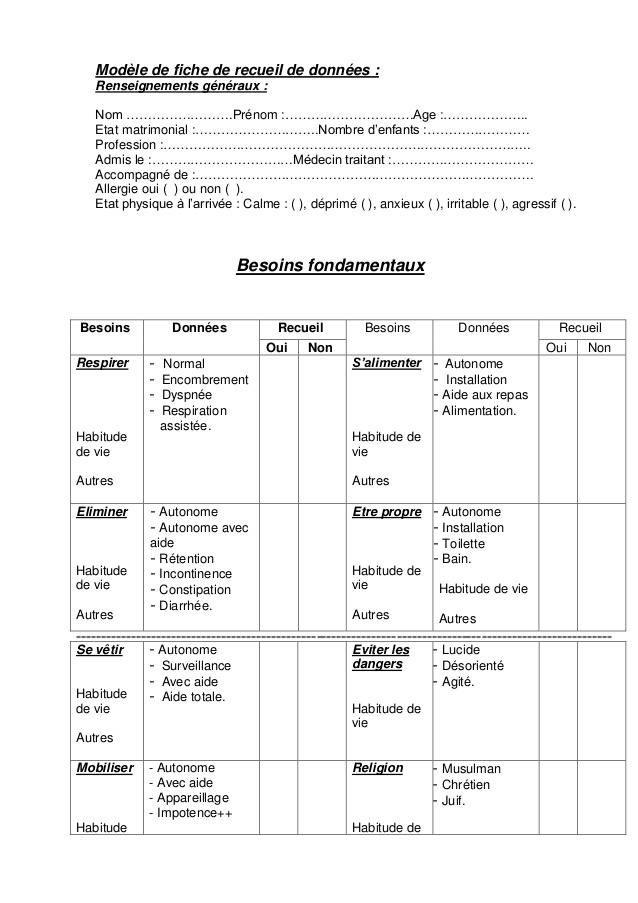 Modèle de fiche de recueil de données :
Renseignements généraux :
Nom …………………….Prénom :…………………………Age :………………..
Etat matrimonial :………………………..Nombre d'enfants :……………………
Profession :…………………………………………………………………………….
Admis le :……………………………Médecin traitant :……………………………
Accompagné de :………………………………………………………………………
Allergie oui ( ) ou non ( ).
Etat physique à l'arrivée : Calme : ( ), déprimé ( ), anxieux ( ), irritable ( ), agressif ( ).
Besoins fondamentaux
Besoins Données Recueil Besoins Données Recueil
Oui Non Oui Non
Respirer
Habitude
de vie
Autres
- Normal
- Encombrement
- Dyspnée
- Respiration
assistée.
S'alimenter
Habitude de
vie
Autres
- Autonome
- Installation
- Aide aux repas
- Alimentation.
Eliminer
Habitude
de vie
Autres
- Autonome
- Autonome avec
aide
- Rétention
- Incontinence
- Constipation
- Diarrhée.
Etre propre
Habitude de
vie
Autres
- Autonome
- Installation
- Toilette
- Bain.
Habitude de vie
Autres
Se vêtir
Habitude
de vie
Autres
- Autonome
- Surveillance
- Avec aide
- Aide totale.
Eviter les
dangers
Habitude de
vie
- Lucide
- Désorienté
- Agité.
Mobiliser
Habitude
- Autonome
- Avec aide
- Appareillage
- Impotence++
Religion
Habitude de
- Musulman
- Chrétien
- Juif.